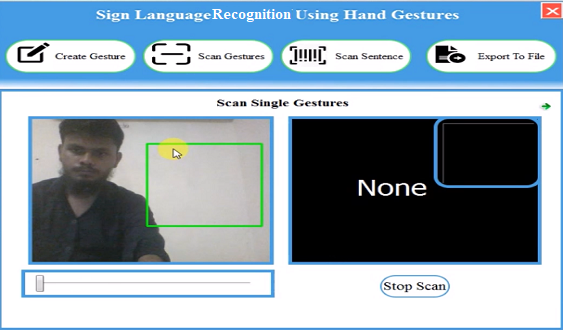 Sign LanguageRecognition Using Hand Gestures
Create Gesture
Scan Gestures
Scan Sentence
Export To File
Scan Single Gestures
None
Stop Scan